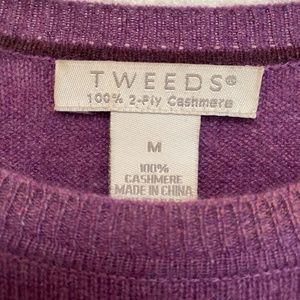 TWEEDS®
100% 2-Ply Cashmere
M
100%
CASHMERE
MADE IN CHINA